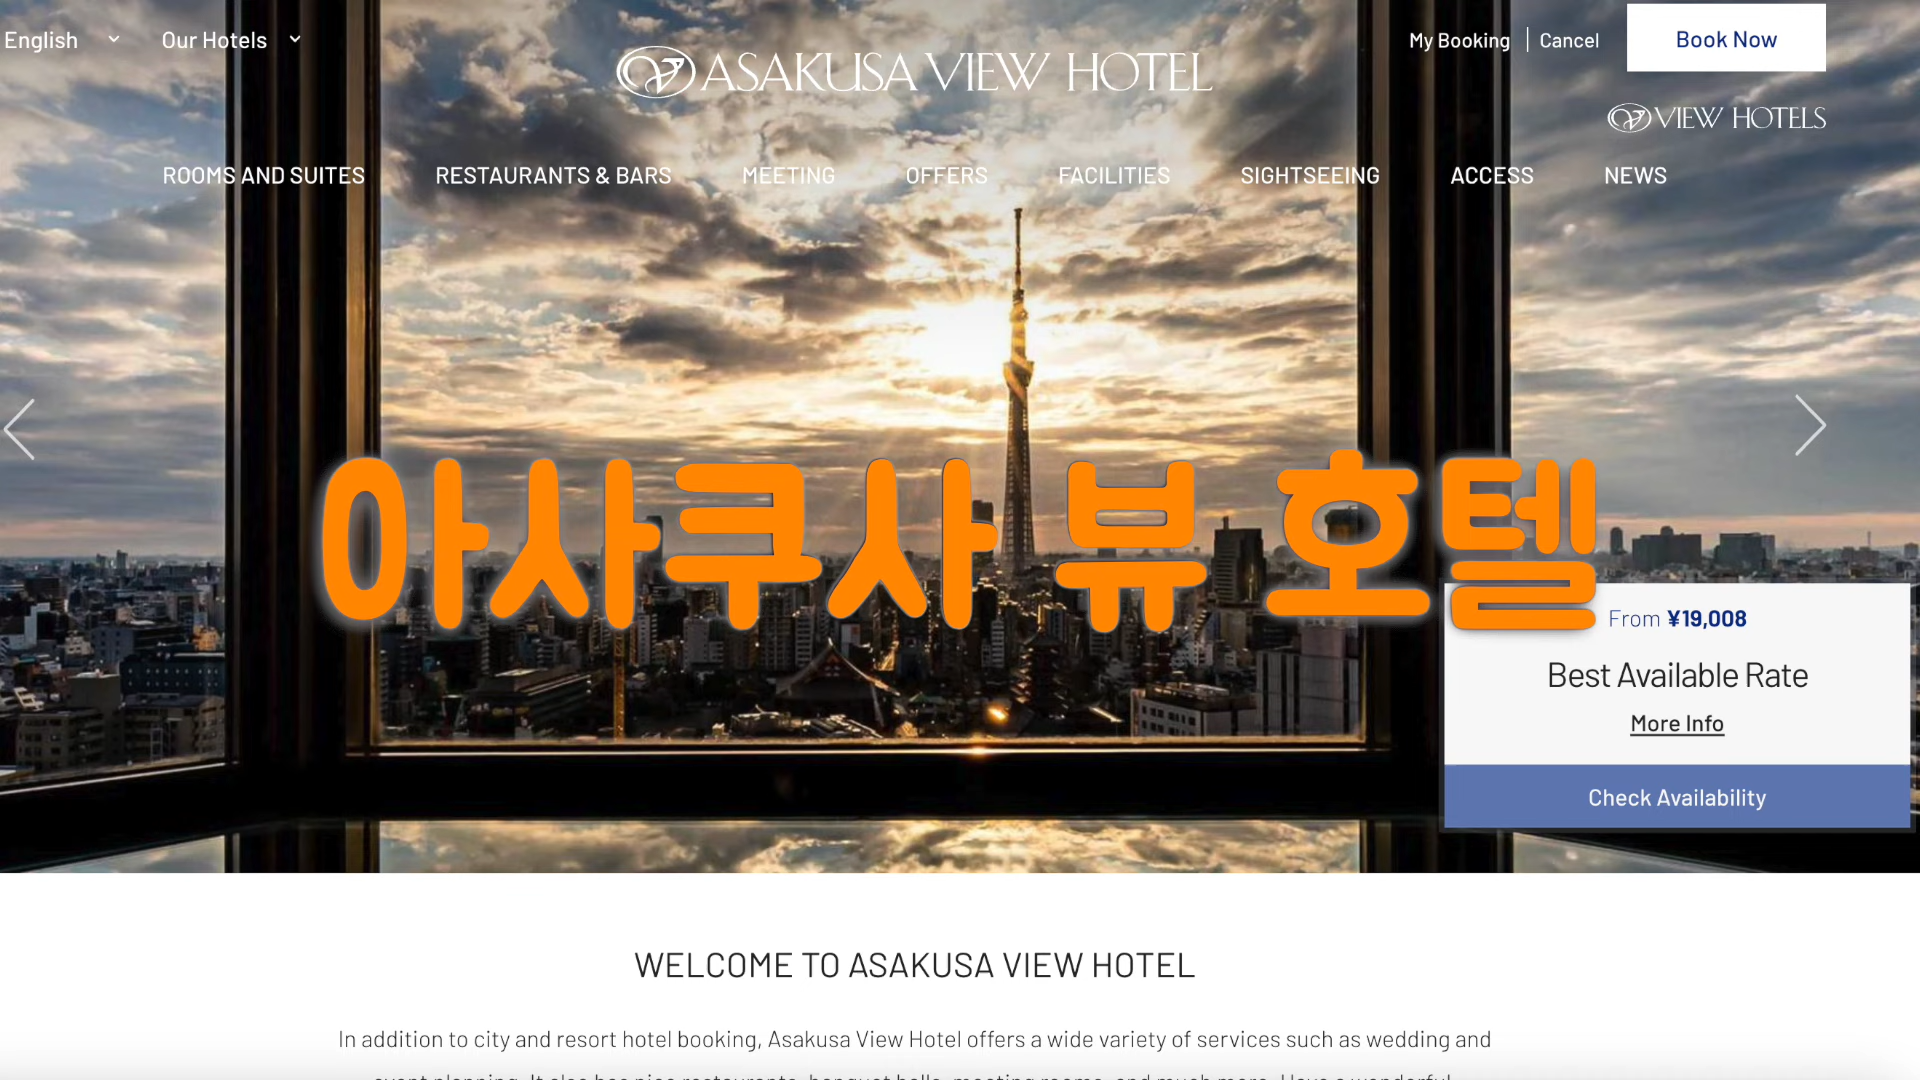 English
Our Hotels
ASAKUSA VIEW HOTEL
My Booking | Cancel
Book Now
VIEW HOTELS
ROOMS AND SUITES
RESTAURANTS & BARS
MEETING
OFFERS
FACILITIES
SIGHTSEEING
ACCESS
NEWS
아사쿠사 뷰 호텔
From ¥19,008
Best Available Rate
More Info
Check Availability
WELCOME TO ASAKUSA VIEW HOTEL
In addition to city and resort hotel booking, Asakusa View Hotel offers a wide variety of services such as wedding and